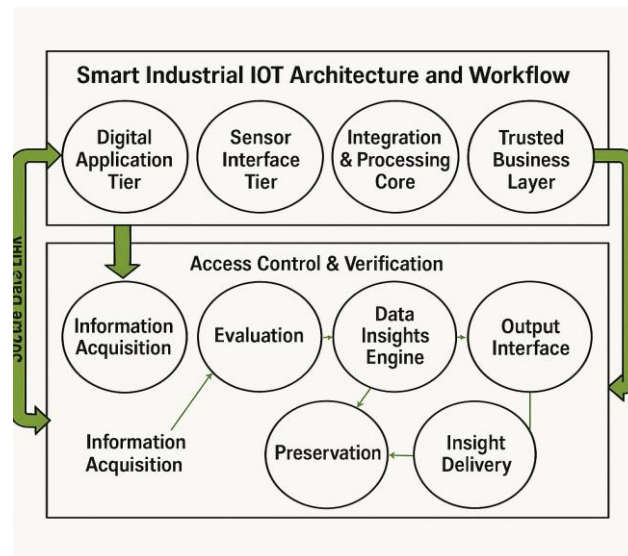 Smart Industrial IOT Architecture and Workflow
Digital
Application
Tier
Sensor
Interface
Tier
Integration
& Processing
Core
Trusted
Business
Layer
Access Control & Verification
Information
Acquisition
Evaluation
Data
Insights
Engine
Output
Interface
Information
Acquisition
Preservation
Insight
Delivery